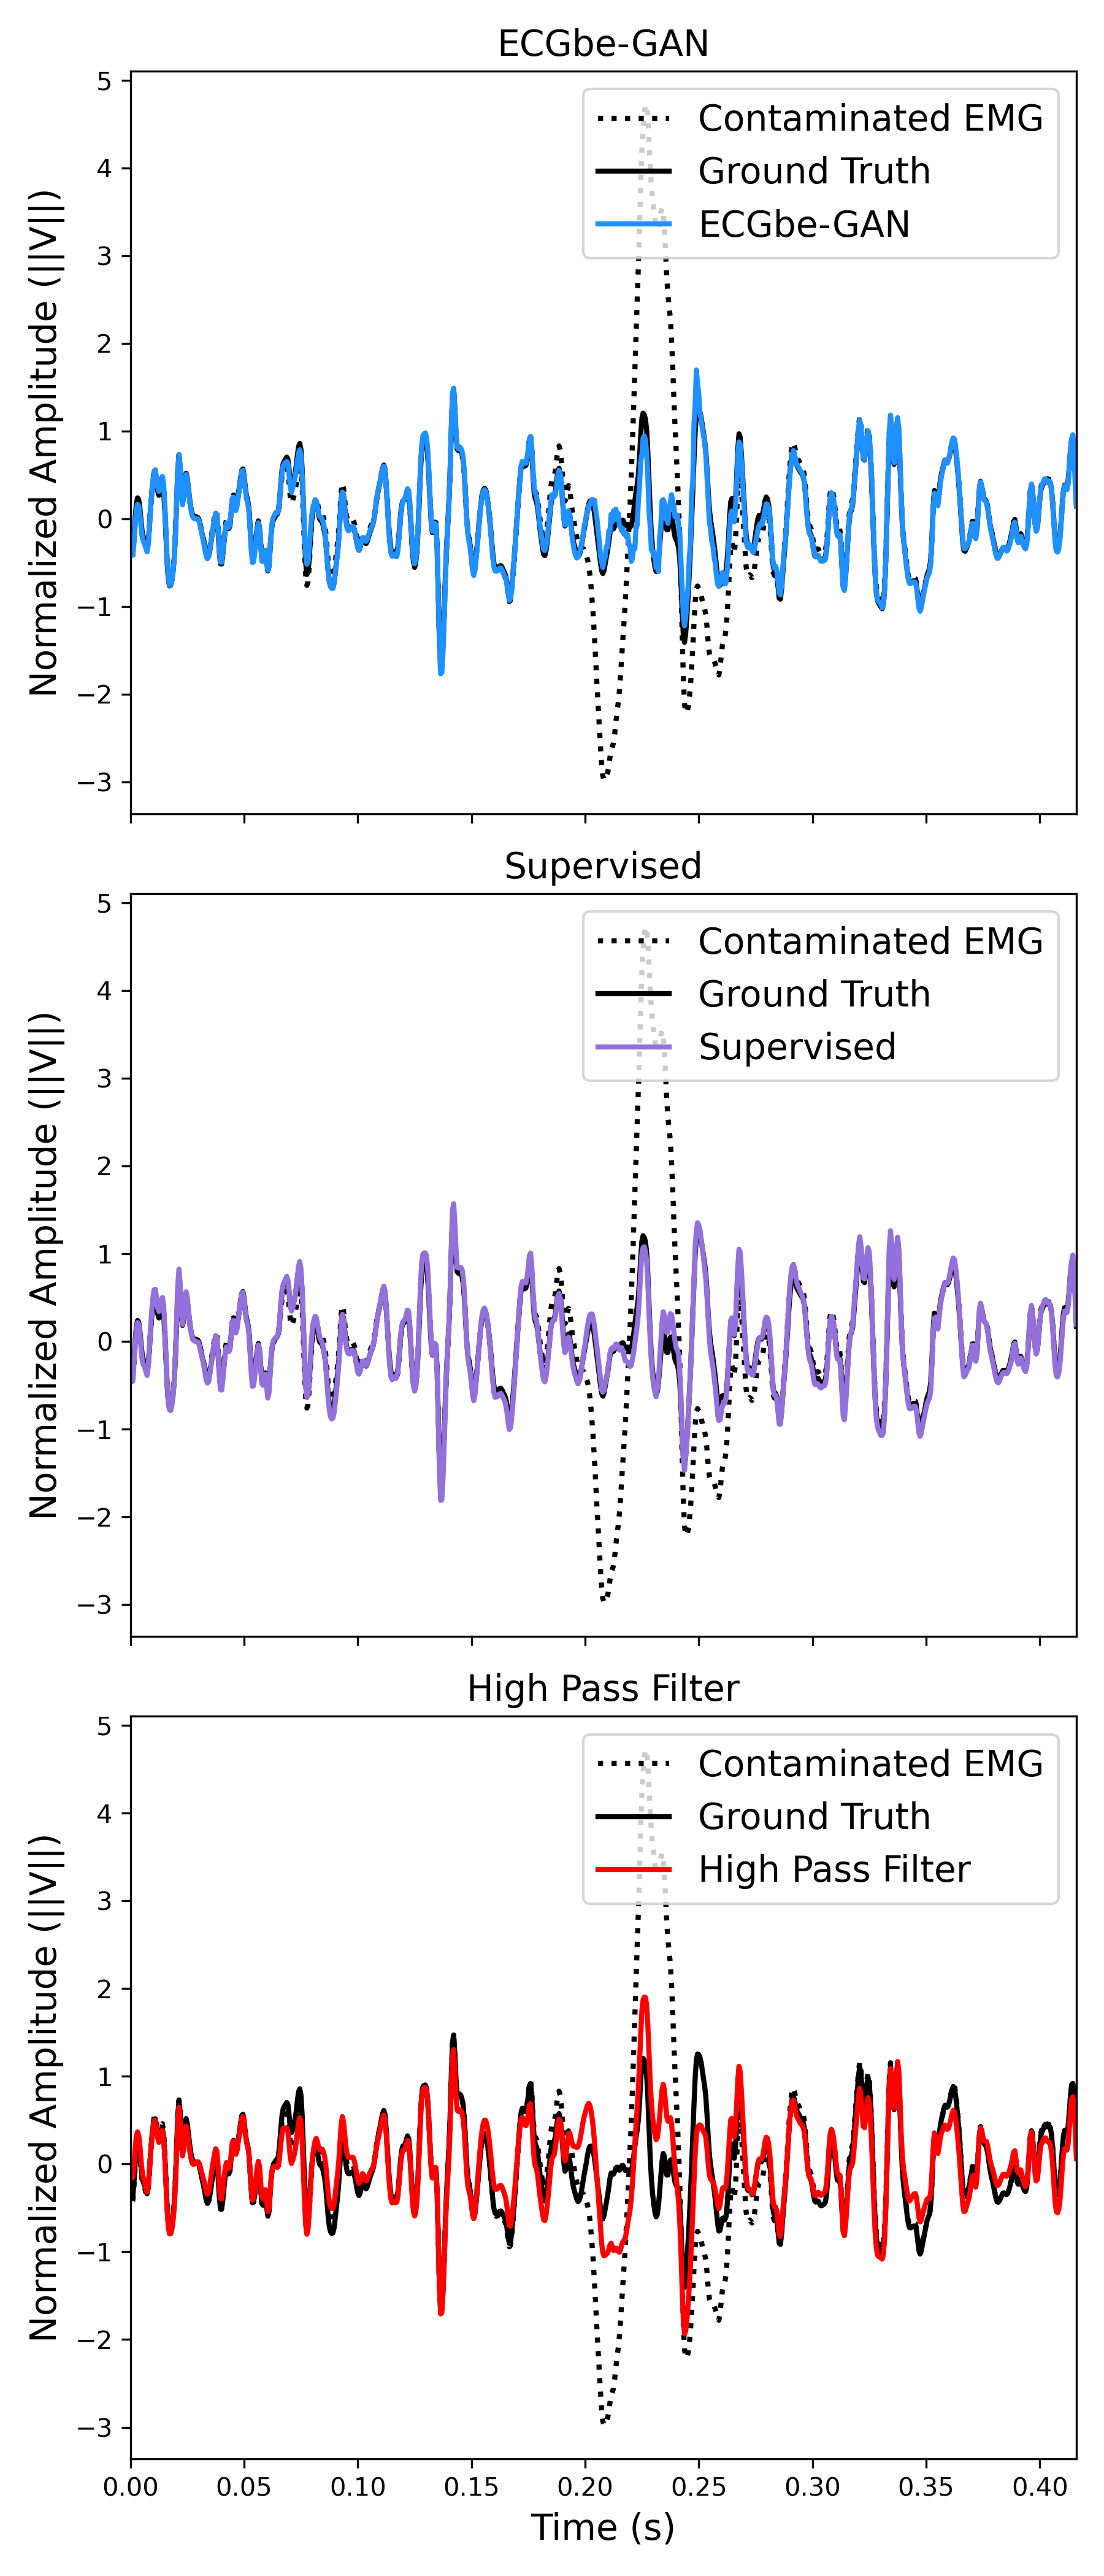 ECGbe-GAN
Normalized Amplitude (||V||)
5
4
3
2
1
0
−1
−2
−3
Contaminated EMG
Ground Truth
ECGbe-GAN
Supervised
Normalized Amplitude (||V||)
5
4
3
2
1
0
−1
−2
−3
Contaminated EMG
Ground Truth
Supervised
High Pass Filter
Normalized Amplitude (||V||)
5
4
3
2
1
0
−1
−2
−3
Contaminated EMG
Ground Truth
High Pass Filter
0.00 0.05 0.10 0.15 0.20 0.25 0.30 0.35 0.40
Time (s)